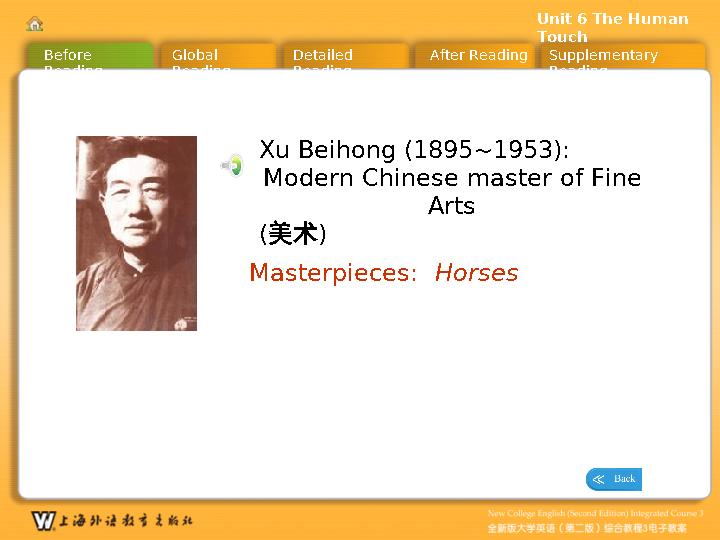 Unit 6 The Human
Touch
Before
Reading
Global
Reading
Detailed
Reading
After Reading
Supplementary
Reading
Xu Beihong (1895~1953):
Modern Chinese master of Fine
Arts
(美术)
Masterpieces: Horses
Back
上海外语教育出版社
New College English (Second Edition) Integrated Course 3
全新版大学英语（第二版）综合教程3电子教案